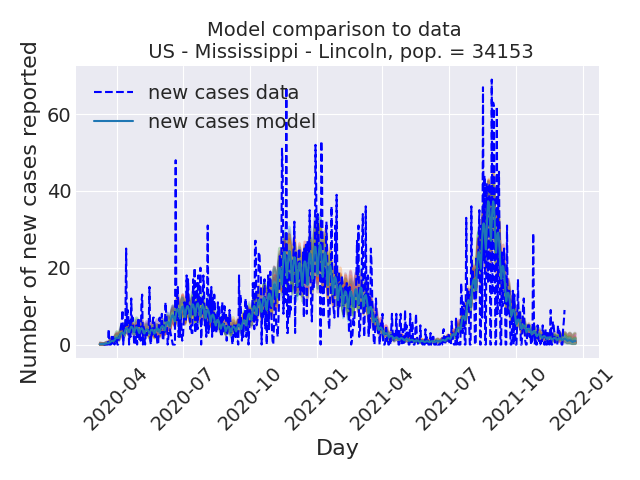 Model comparison to data
US - Mississippi - Lincoln, pop. = 34153
Number of new cases reported
60
40
20
0
new cases data
new cases model
2020-04
2020-07
2020-10
2021-01
2021-04
2021-07
2021-10
2022-01
Day